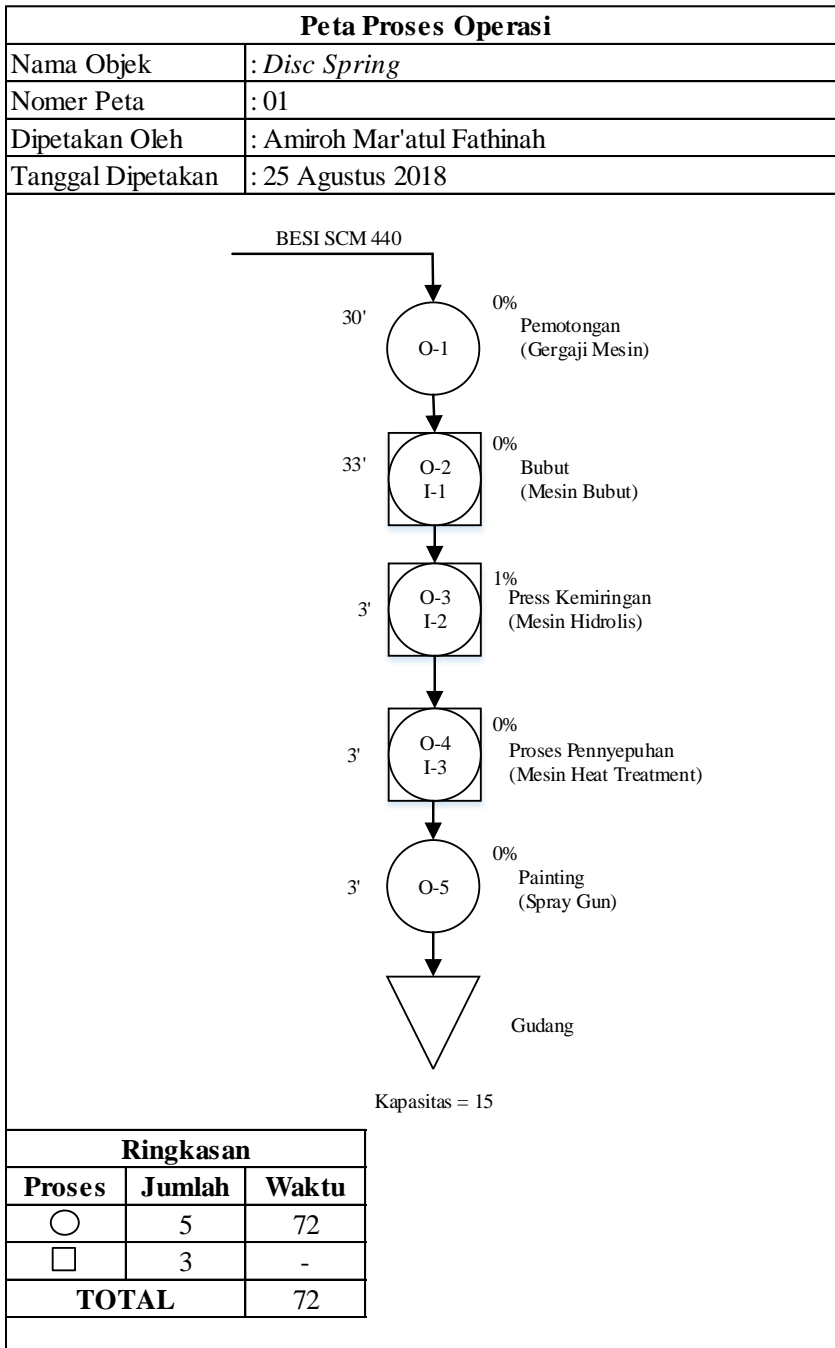 Peta Proses Operasi
Nama Objek : Disc Spring
Nomer Peta : 01
Dipetakan Oleh : Amiroh Mar'atul Fathinah
Tanggal Dipetakan : 25 Agustus 2018
BESI SCM 440
30' O-1 0% Pemotongan
(Gergaji Mesin)
33' O-2 0% Bubut
I-1 (Mesin Bubut)
3' O-3 1% Press Kemiringan
I-2 (Mesin Hidrolis)
3' O-4 0% Proses Pennyepuhan
I-3 (Mesin Heat Treatment)
3' O-5 0% Painting
(Spray Gun)
Gudang
Kapasitas = 15
Ringkasan
Proses Jumlah Waktu
5 72
3 -
TOTAL 72